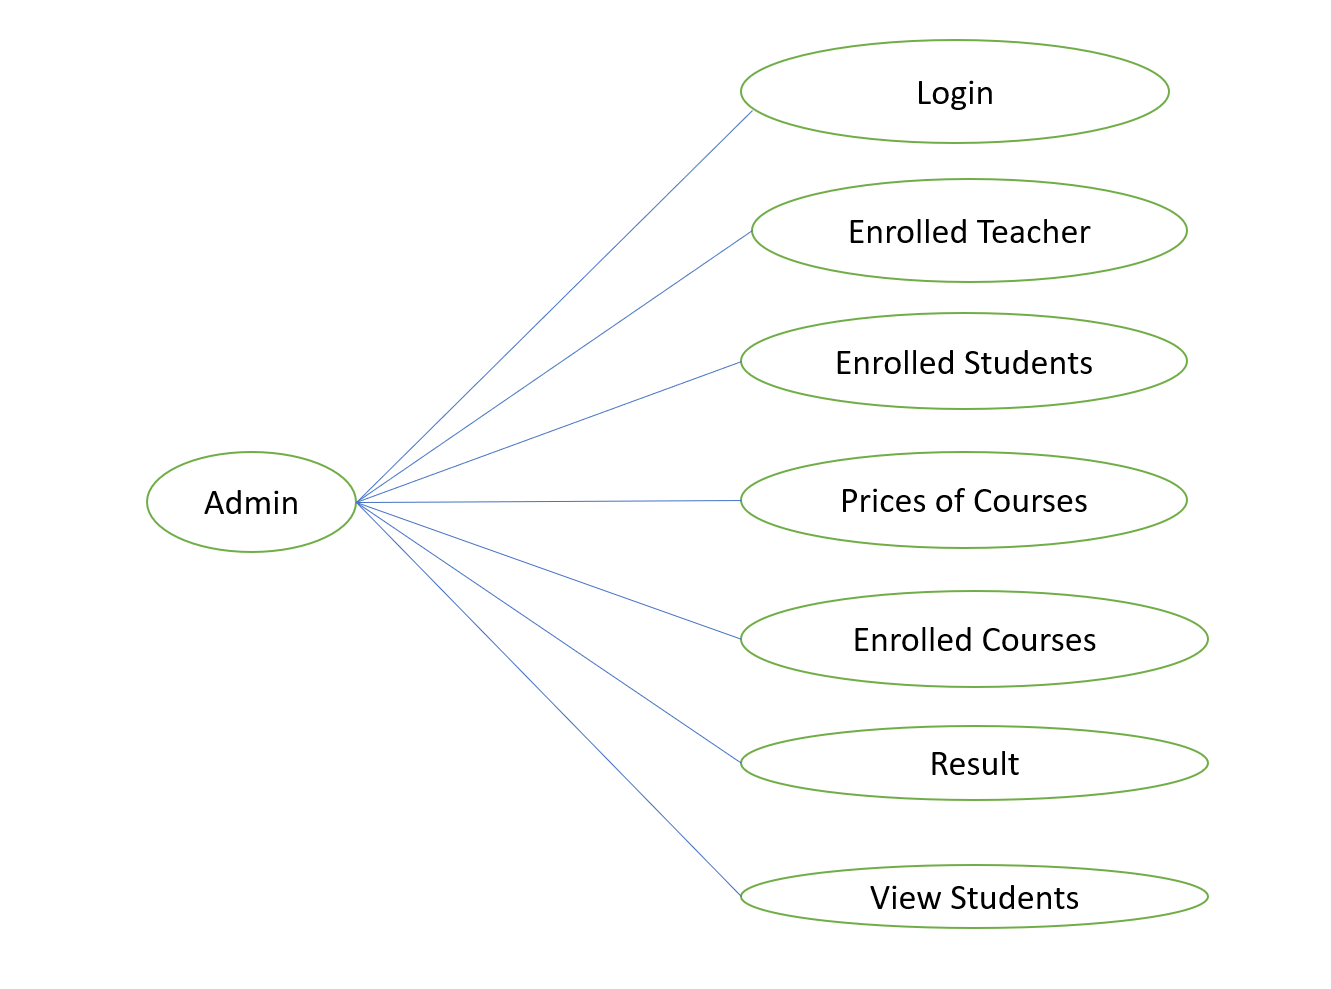 Login
Enrolled Teacher
Enrolled Students
Admin
Prices of Courses
Enrolled Courses
Result
View Students